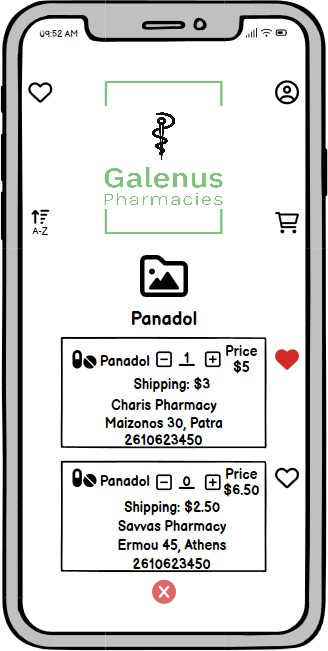 09:52 AM
Galenus
Pharmacies
A-Z
Panadol
Panadol 1 Price
$5
Shipping: $3
Charis Pharmacy
Maizonos 30, Patra
2610623450
Panadol 0 Price
$6.50
Shipping: $2.50
Savvas Pharmacy
Ermou 45, Athens
2610623450